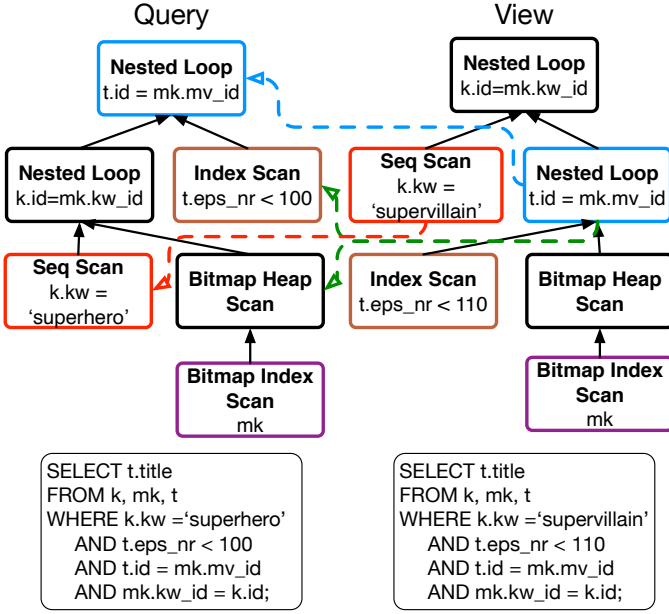 Query
View
Nested Loop
t.id = mk.mv_id
Nested Loop
k.id=mk.kw_id
Nested Loop
k.id=mk.kw_id
Index Scan
t.eps_nr < 100
Seq Scan
k.kw =
‘supervillain’
Nested Loop
t.id = mk.mv_id
Seq Scan
k.kw =
‘superhero’
Bitmap Heap
Scan
Index Scan
t.eps_nr < 110
Bitmap Heap
Scan
Bitmap Index
Scan
mk
Bitmap Index
Scan
mk
SELECT t.title
FROM k, mk, t
WHERE k.kw =‘superhero’
AND t.eps_nr < 100
AND t.id = mk.mv_id
AND mk.kw_id = k.id;
SELECT t.title
FROM k, mk, t
WHERE k.kw =‘supervillain’
AND t.eps_nr < 110
AND t.id = mk.mv_id
AND mk.kw_id = k.id;